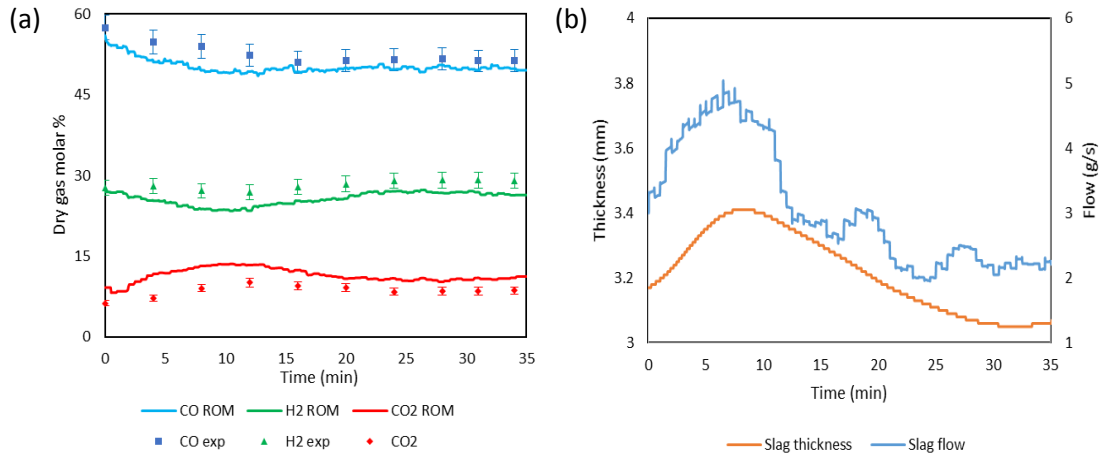 (a)
60
45
30
15
0
Dry gas molar %
0 5 10 15 20 25 30 35
Time (min)
CO ROM H2 ROM CO2 ROM
CO exp H2 exp CO2
(b)
4
3.8
3.6
3.4
3.2
3
Thickness (mm)
6
5
4
3
2
1
Flow (g/s)
0 5 10 15 20 25 30 35
Time (min)
Slag thickness Slag flow